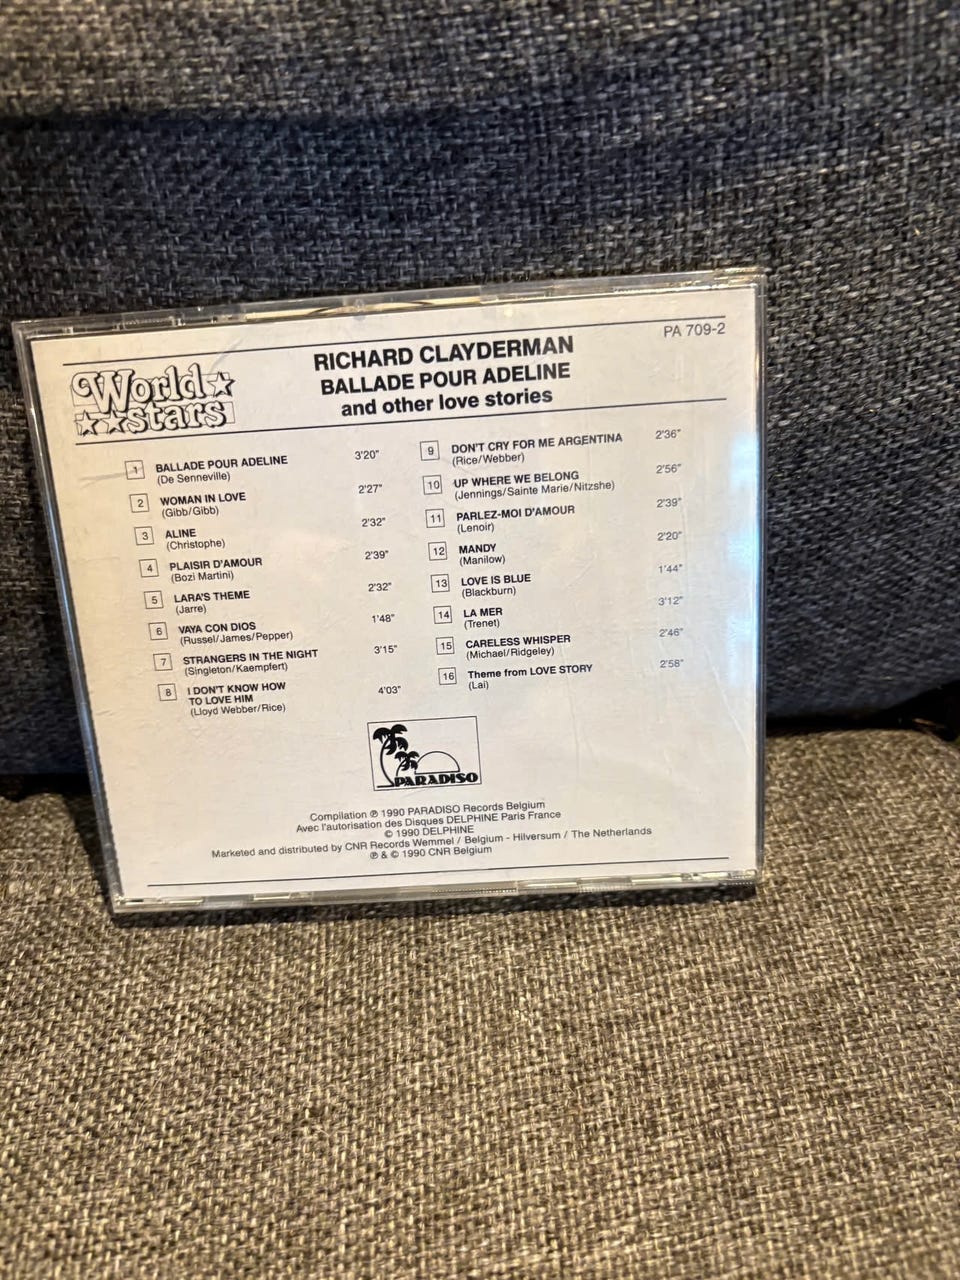 World
stars
RICHARD CLAYDERMAN
BALLADE POUR ADELINE
and other love stories
PA 709-2
1 BALLADE POUR ADELINE 3'20"
(De Senneville)
2 WOMAN IN LOVE 2'27"
(Gibb/Gibb)
3 ALINE 2'32"
(Christophe)
4 PLAISIR D'AMOUR 2'39"
(Bozi Martini)
5 LARA'S THEME 2'32"
(Jarre)
6 VAYA CON DIOS 1'48"
(Russel/James/Pepper)
7 STRANGERS IN THE NIGHT 3'15"
(Singleton/Kaempfert)
8 I DON'T KNOW HOW 4'03"
TO LOVE HIM
(Lloyd Webber/Rice)
9 DON'T CRY FOR ME ARGENTINA 2'36"
(Rice/Webber)
10 UP WHERE WE BELONG 2'56"
(Jennings/Sainte Marie/Nitzshe)
11 PARLEZ-MOI D'AMOUR 2'39"
(Lenoir)
12 MANDY 2'20"
(Manilow)
13 LOVE IS BLUE 1'44"
(Blackburn)
14 LA MER 3'12"
(Trenet)
15 CARELESS WHISPER 2'46"
(Michael/Ridgeley)
16 Theme from LOVE STORY 2'58"
(Lai)
PARADISO
Compilation ℗ 1990 PARADISO Records Belgium
Avec l'autorisation des Disques DELPHINE Paris France
© 1990 DELPHINE
Marketed and distributed by CNR Records Wemmel / Belgium - Hilversum / The Netherlands
℗ & © 1990 CNR Belgium